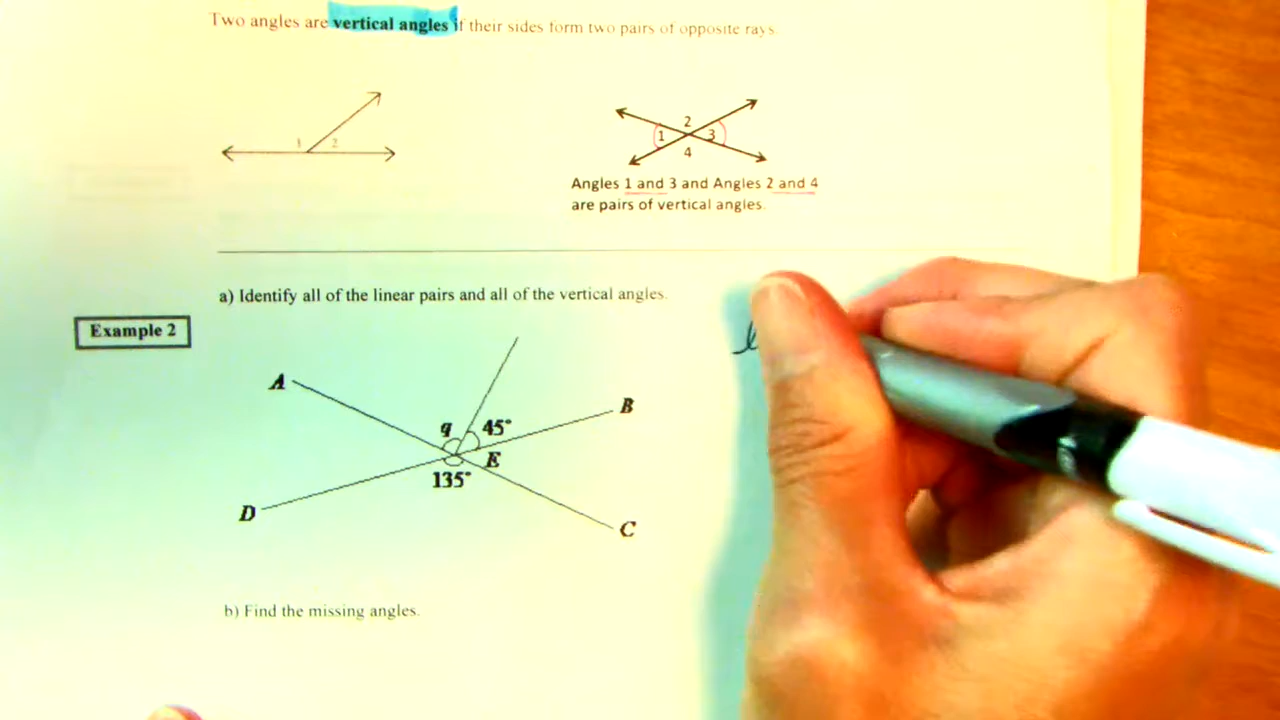 Two angles are vertical angles if their sides form two pairs of opposite rays.
1 2
2
1 3
4
Angles 1 and 3 and Angles 2 and 4
are pairs of vertical angles.
a) Identify all of the linear pairs and all of the vertical angles.
Example 2
A
B
q 45°
E
135°
D
C
b) Find the missing angles.